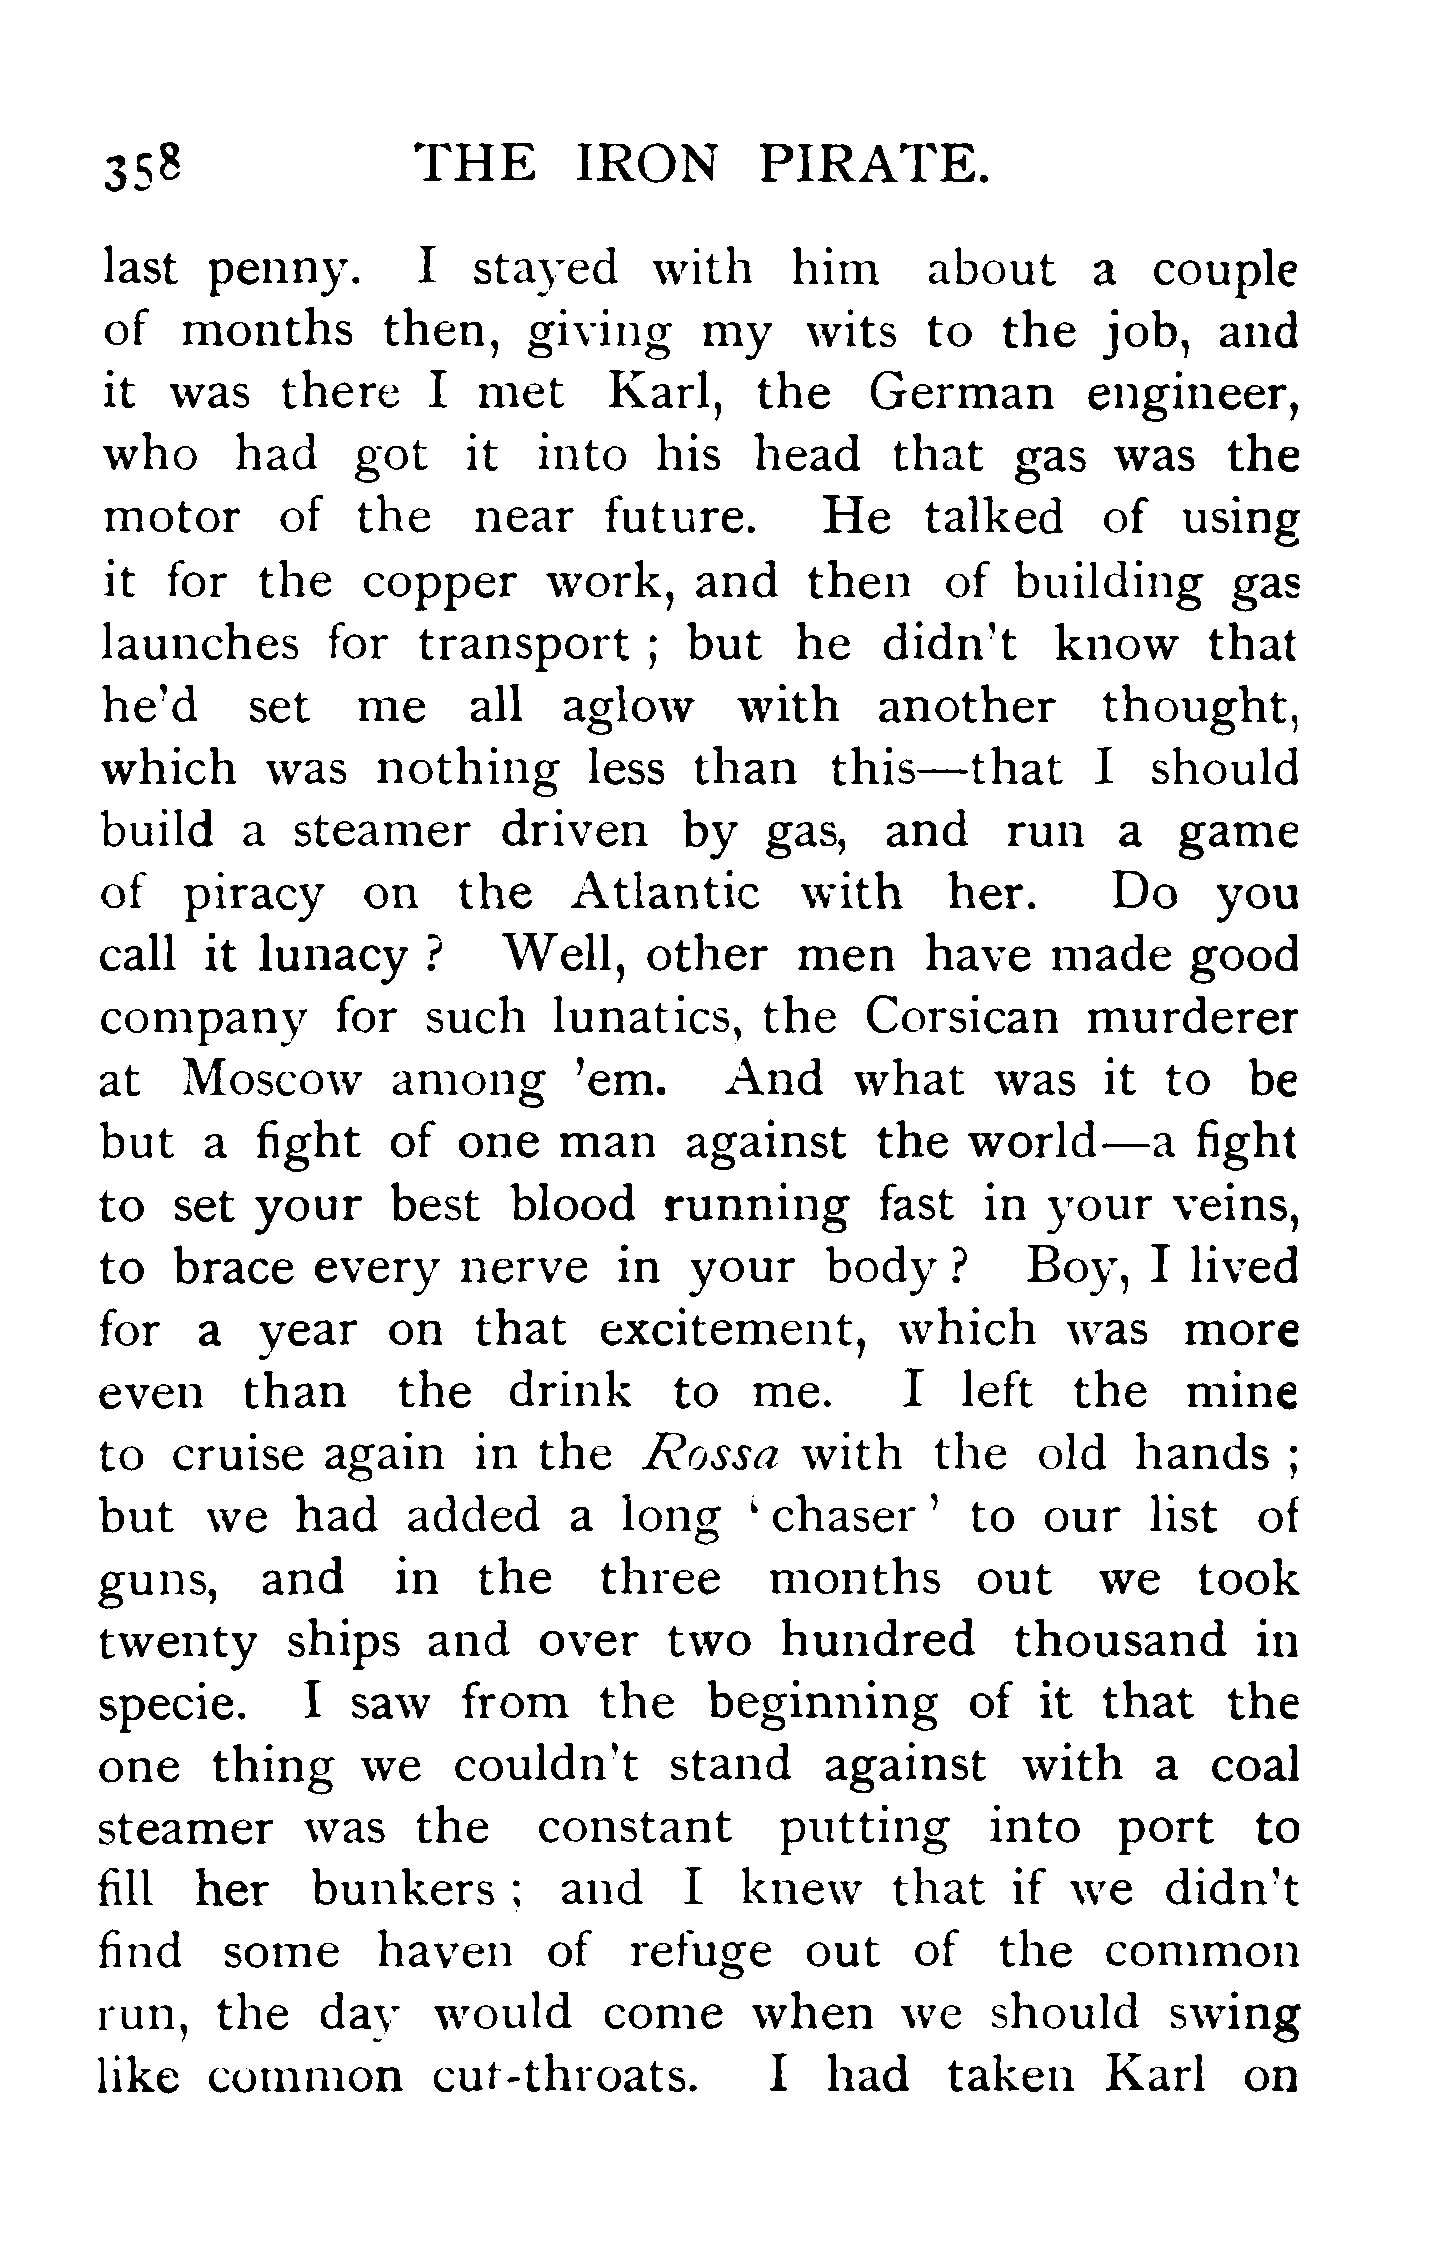 358 THE IRON PIRATE.
last penny. I stayed with him about a couple
of months then, giving my wits to the job, and
it was there I met Karl, the German engineer,
who had got it into his head that gas was the
motor of the near future. He talked of using
it for the copper work, and then of building gas
launches for transport ; but he didn't know that
he'd set me all aglow with another thought,
which was nothing less than this—that I should
build a steamer driven by gas, and run a game
of piracy on the Atlantic with her. Do you
call it lunacy ? Well, other men have made good
company for such lunatics, the Corsican murderer
at Moscow among 'em. And what was it to be
but a fight of one man against the world—a fight
to set your best blood running fast in your veins,
to brace every nerve in your body ? Boy, I lived
for a year on that excitement, which was more
even than the drink to me. I left the mine
to cruise again in the Rossa with the old hands ;
but we had added a long ‘ chaser ’ to our list of
guns, and in the three months out we took
twenty ships and over two hundred thousand in
specie. I saw from the beginning of it that the
one thing we couldn't stand against with a coal
steamer was the constant putting into port to
fill her bunkers ; and I knew that if we didn't
find some haven of refuge out of the common
run, the day would come when we should swing
like common cut-throats. I had taken Karl on